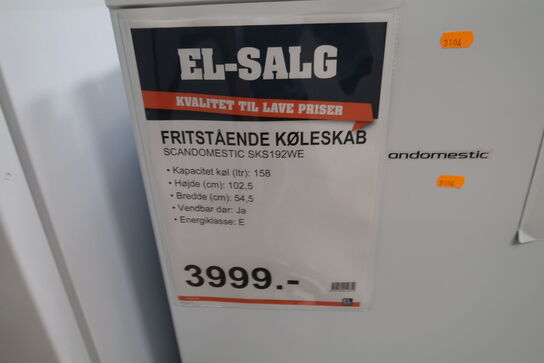 EL-SALG
KVALITET TIL LAVE PRISER
FRITSTÅENDE KØLESKAB
SCANDOMESTIC SKS192WE
• Kapacitet køl (ltr): 158
• Højde (cm): 102,5
• Bredde (cm): 54,5
• Vendbar dør: Ja
• Energiklasse: E
3999.-
EL
3104
andomestic